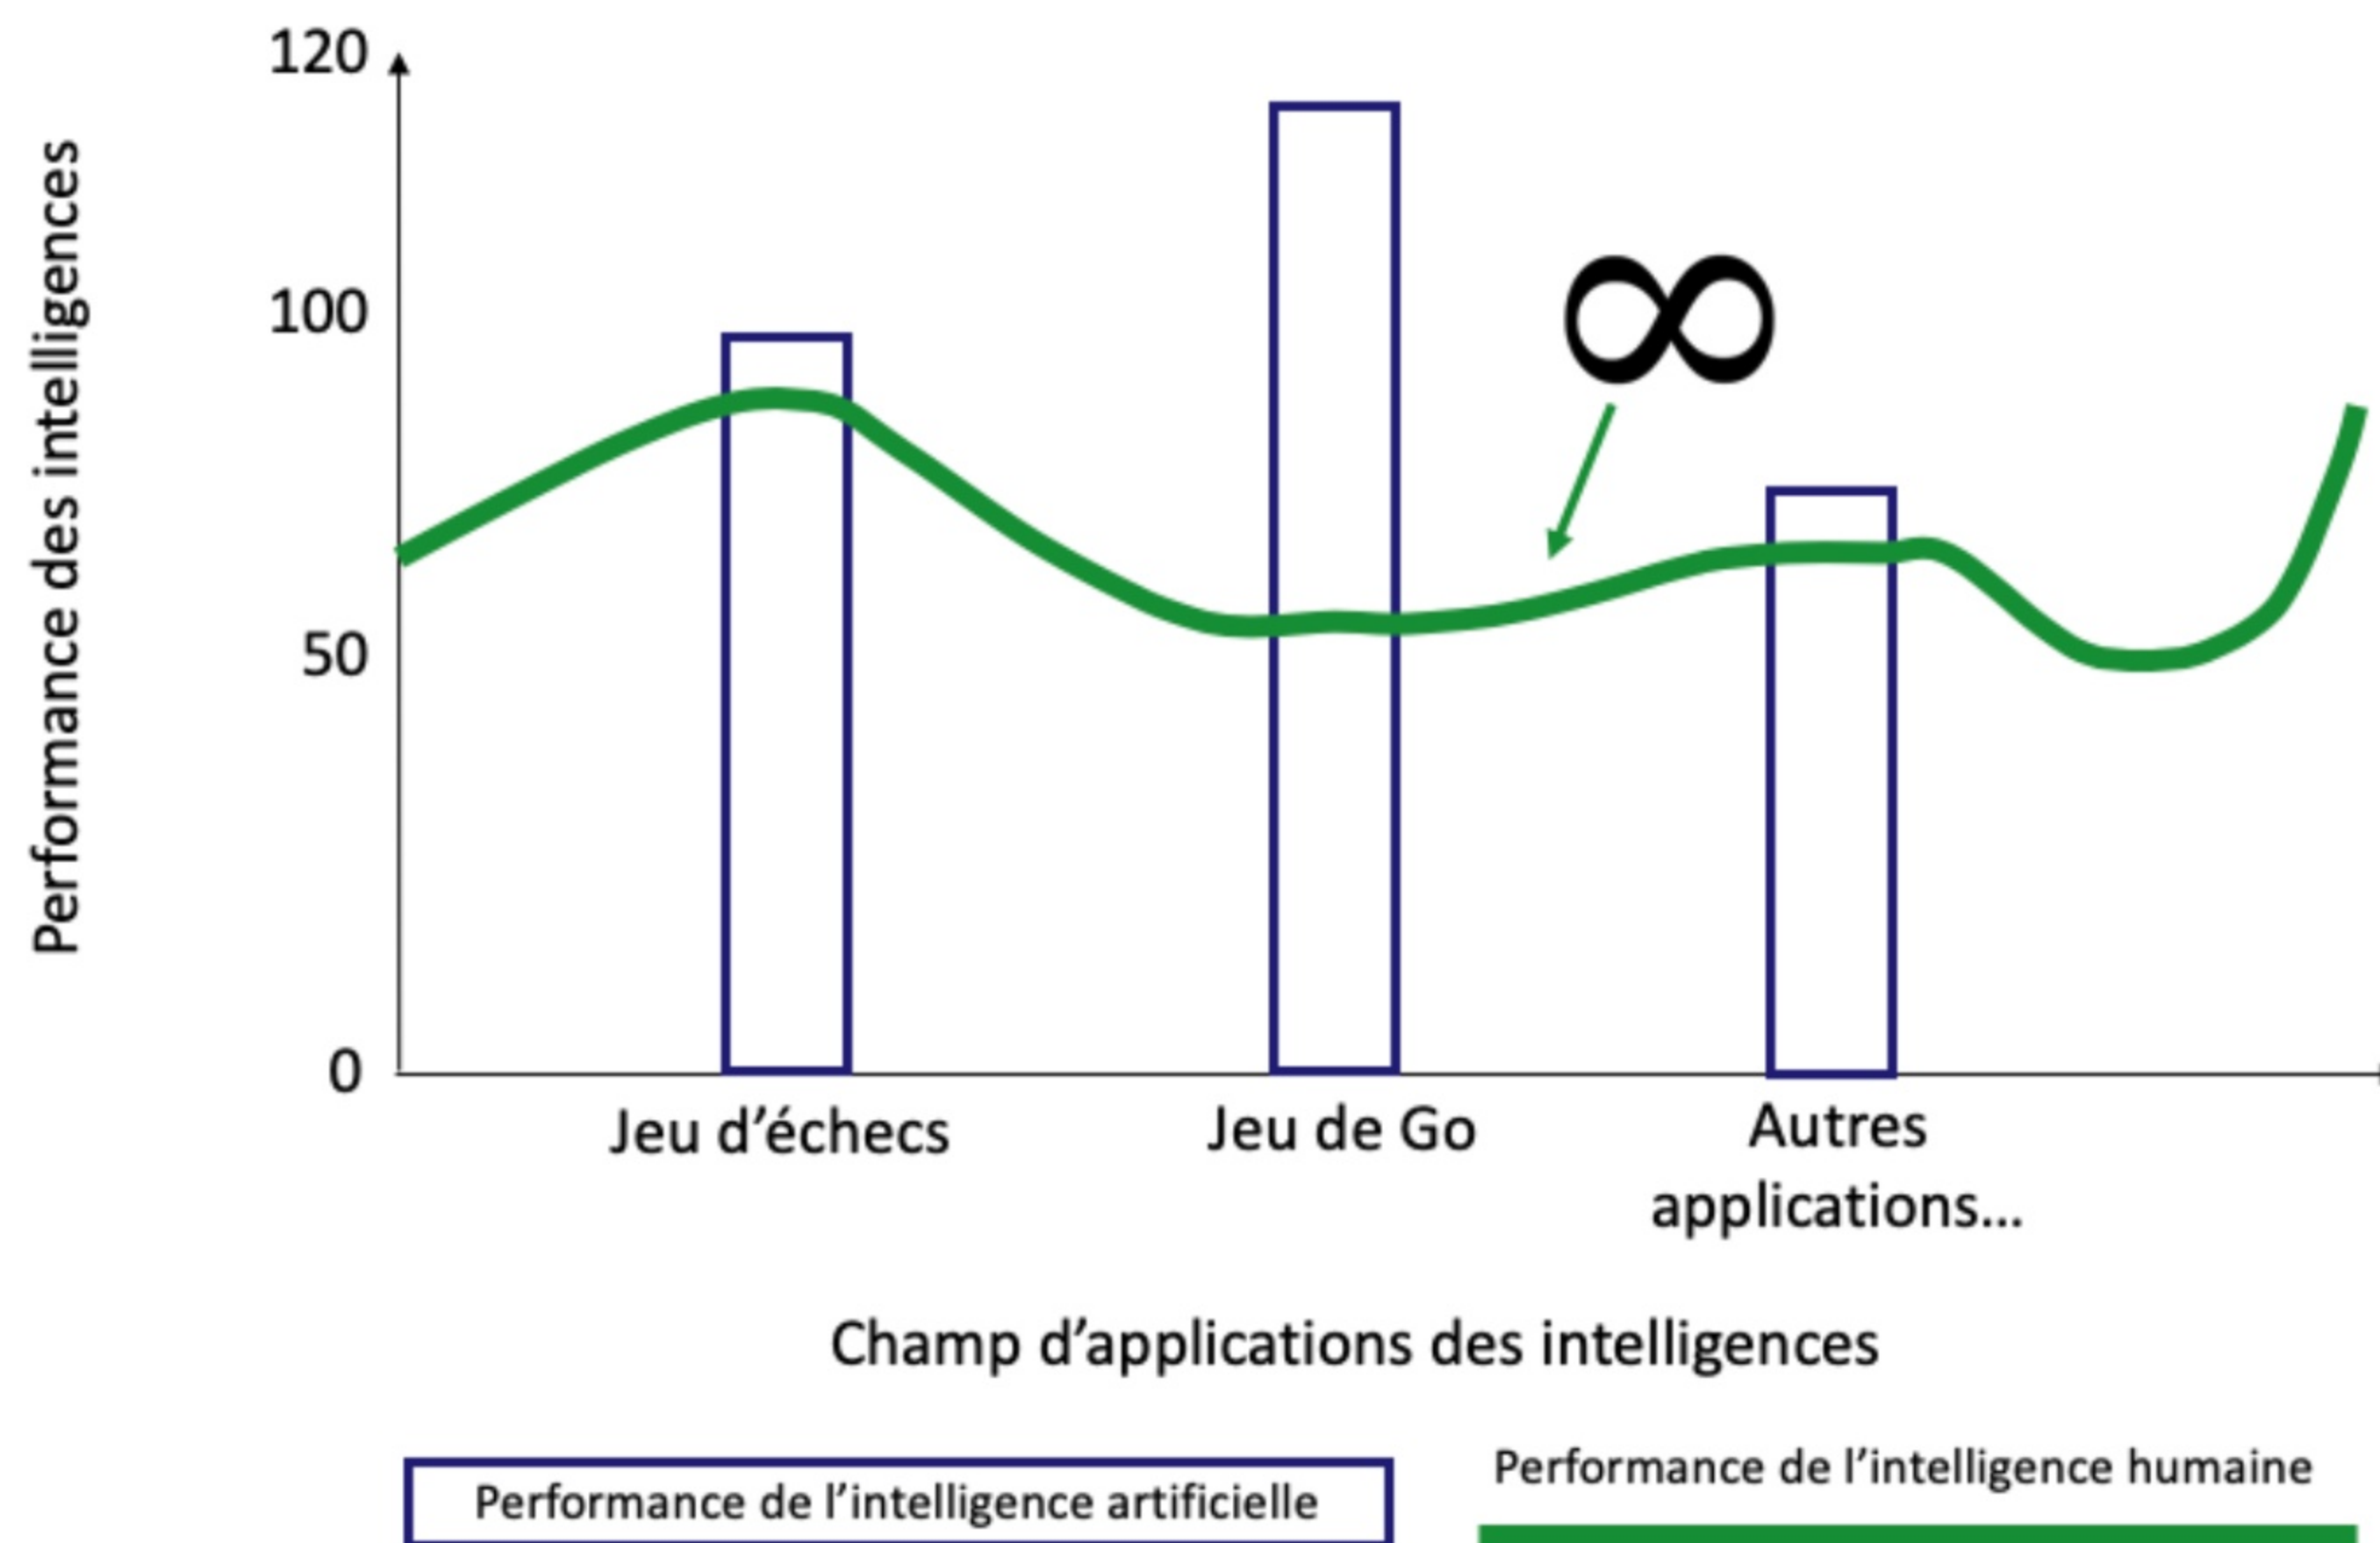 Performance des intelligences
120
100
50
0
∞
Jeu d’échecs
Jeu de Go
Autres
applications...
Champ d’applications des intelligences
Performance de l’intelligence artificielle
Performance de l’intelligence humaine